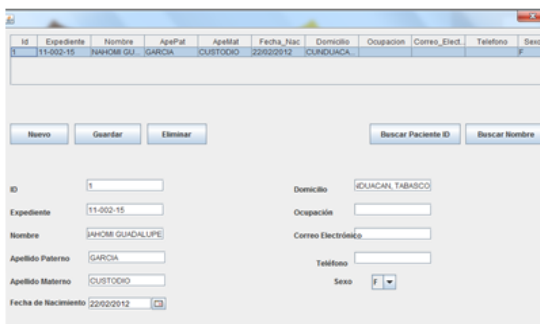 Id Expediente Nombre ApePat ApeMat Fecha_Nac Domicilio Ocupacion Correo_Elect... Telefono Sexo
1 11-002-15 NAHOMI GU... GARCIA CUSTODIO 22/02/2012 CUNDUACA... F
Nuevo Guardar Eliminar Buscar Paciente ID Buscar Nombre
ID 1 Domicilio NDUACAN, TABASCO
Expediente 11-002-15 Ocupación
Nombre NAHOMI GUADALUPE Correo Electrónico
Apellido Paterno GARCIA Teléfono
Apellido Materno CUSTODIO Sexo F
Fecha de Nacimiento 22/02/2012